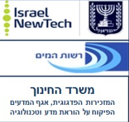 Israel
NewTech
רשות המים
משרד החינוך
המזכירות הפדגוגית, אגף המדעים
הפיקוח על הוראת מדע וטכנולוגיה